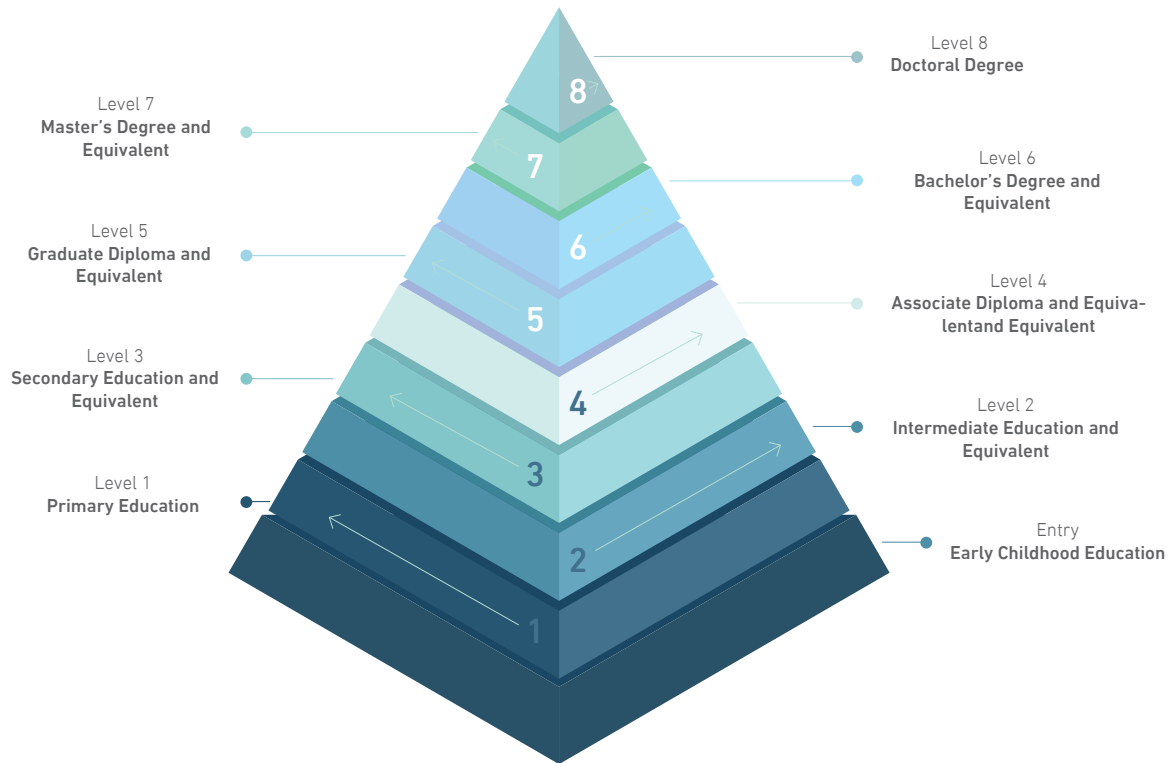 Level 8
Doctoral Degree
8
Level 7
Master's Degree and
Equivalent
7
Level 6
Bachelor's Degree and
Equivalent
6
Level 5
Graduate Diploma and
Equivalent
5
Level 4
Associate Diploma and Equiva-
lentand Equivalent
4
Level 3
Secondary Education and
Equivalent
3
Level 2
Intermediate Education and
Equivalent
2
Level 1
Primary Education
1
Entry
Early Childhood Education